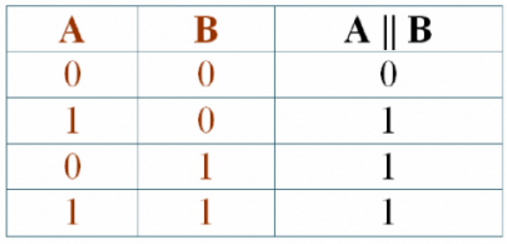 A B A || B
0 0 0
1 0 1
0 1 1
1 1 1